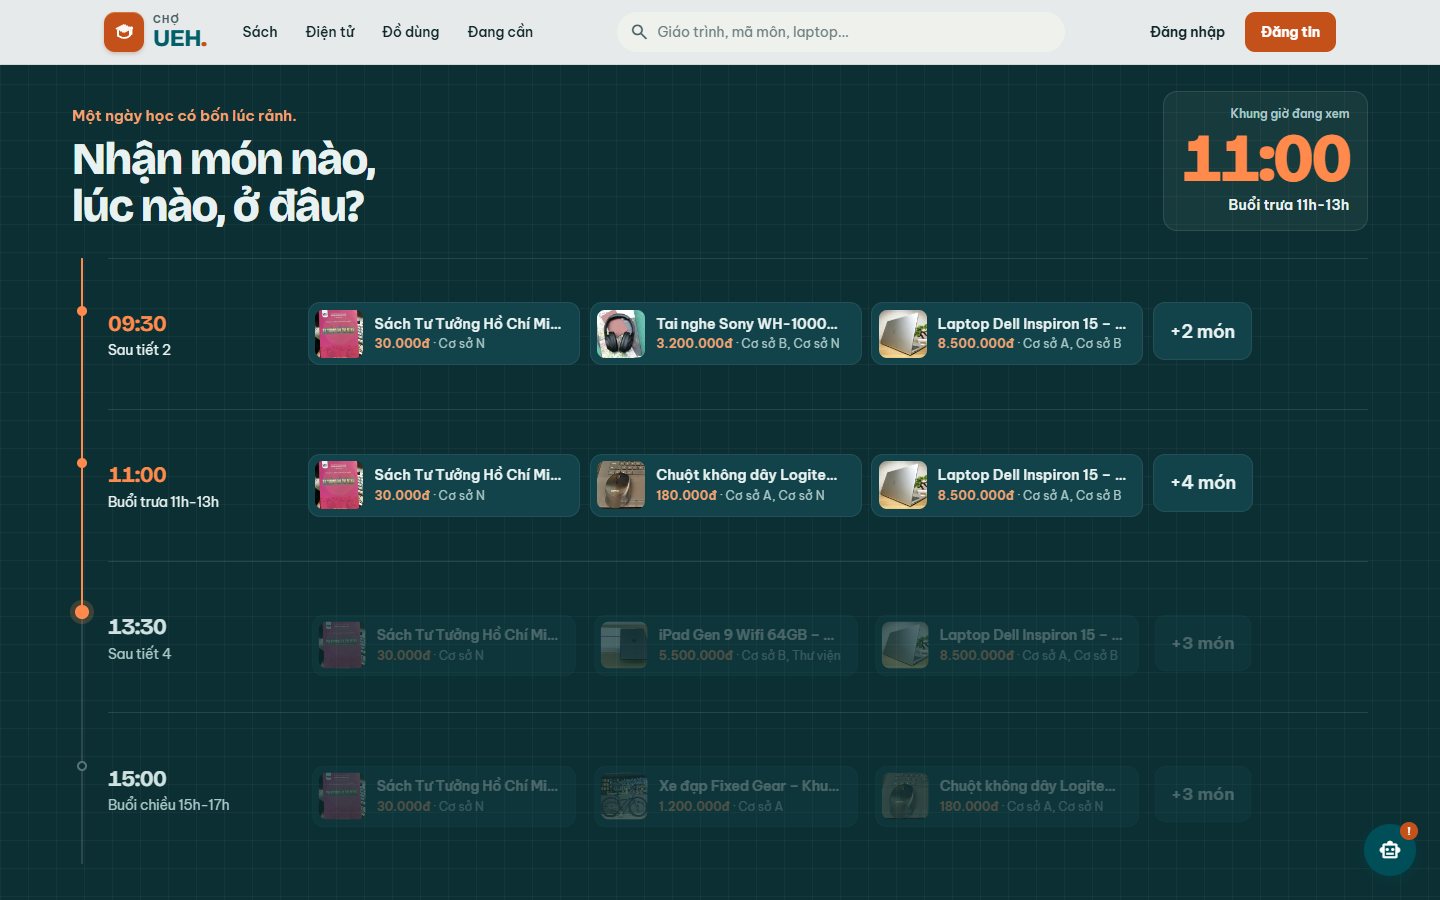 CHỢ
UEH.
Sách
Điện tử
Đồ dùng
Đang cần
Giáo trình, mã môn, laptop...
Đăng nhập
Đăng tin
Một ngày học có bốn lúc rảnh.
Nhận món nào,
lúc nào, ở đâu?
Khung giờ đang xem
11:00
Buổi trưa 11h-13h
09:30
Sau tiết 2
Sách Tư Tưởng Hồ Chí Mi...
30.000đ · Cơ sở N
Tai nghe Sony WH-1000...
3.200.000đ · Cơ sở B, Cơ sở N
Laptop Dell Inspiron 15 – ...
8.500.000đ · Cơ sở A, Cơ sở B
+2 món
11:00
Buổi trưa 11h-13h
Sách Tư Tưởng Hồ Chí Mi...
30.000đ · Cơ sở N
Chuột không dây Logite...
180.000đ · Cơ sở A, Cơ sở N
Laptop Dell Inspiron 15 – ...
8.500.000đ · Cơ sở A, Cơ sở B
+4 món
13:30
Sau tiết 4
Sách Tư Tưởng Hồ Chí Mi...
30.000đ · Cơ sở N
iPad Gen 9 Wifi 64GB – ...
5.500.000đ · Cơ sở B, Thư viện
Laptop Dell Inspiron 15 – ...
8.500.000đ · Cơ sở A, Cơ sở B
+3 món
15:00
Buổi chiều 15h-17h
Sách Tư Tưởng Hồ Chí Mi...
30.000đ · Cơ sở N
Xe đạp Fixed Gear – Khu...
1.200.000đ · Cơ sở A
Chuột không dây Logite...
180.000đ · Cơ sở A, Cơ sở N
+3 món
!